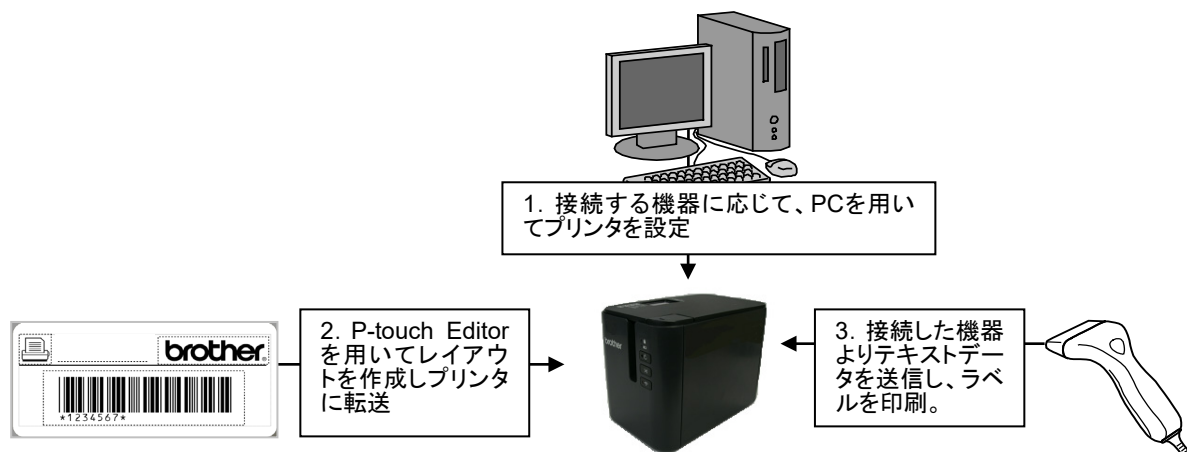 1. 接続する機器に応じて、PCを用い
てプリンタを設定
2. P-touch Editor
を用いてレイアウ
トを作成しプリンタ
に転送
brother
*1234567*
brother
3. 接続した機器
よりテキストデー
タを送信し、ラベ
ルを印刷。